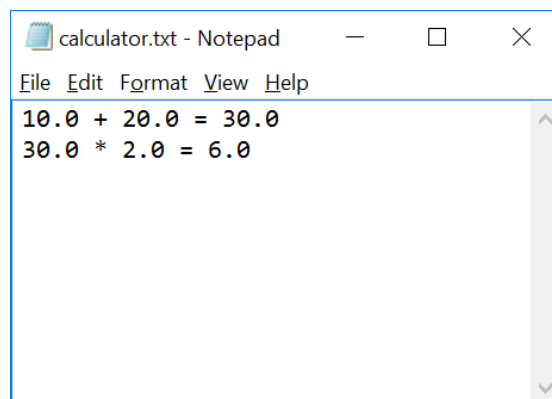 calculator.txt - Notepad
File Edit Format View Help
10.0 + 20.0 = 30.0
30.0 * 2.0 = 6.0